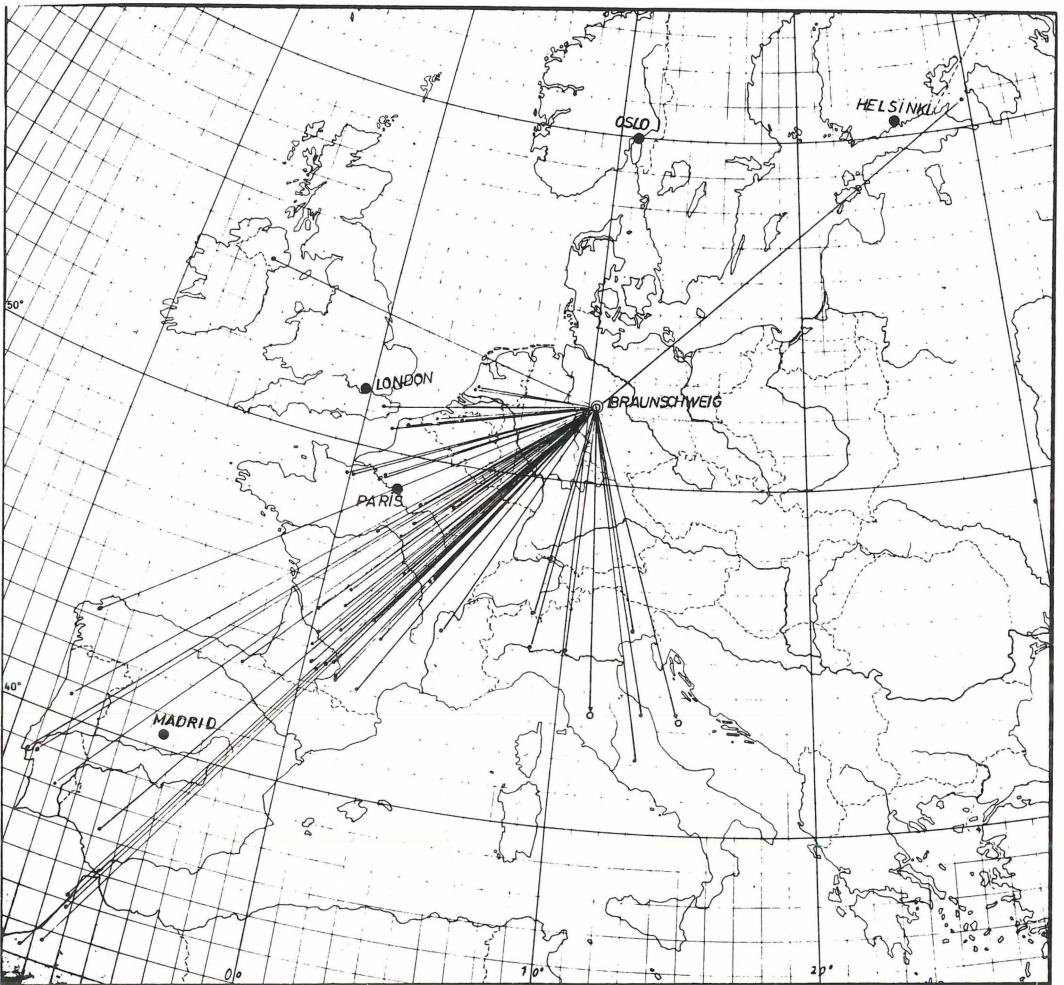 HELSINKI
OSLO
50°
LONDON
BRAUNSCHWEIG
PARIS
40°
MADRID
0°
10°
20°